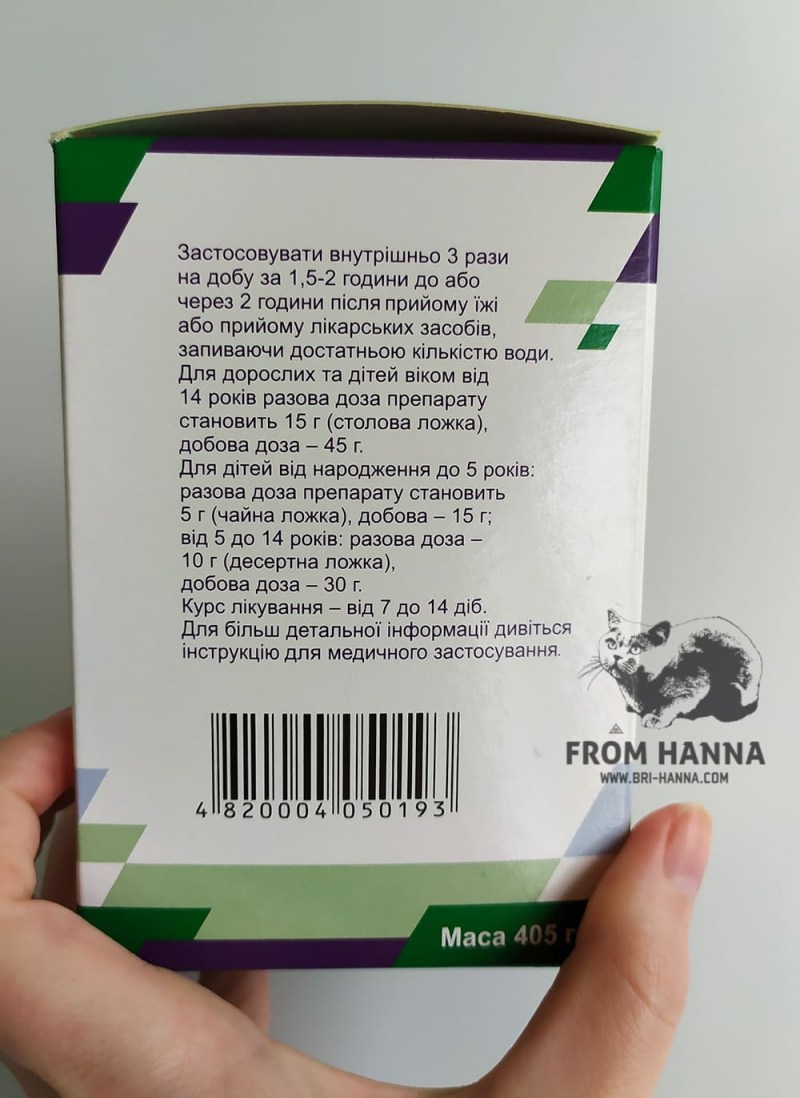 Застосовувати внутрішньо 3 рази
на добу за 1,5-2 години до або
через 2 години після прийому їжі
або прийому лікарських засобів,
запиваючи достатньою кількістю води.
Для дорослих та дітей віком від
14 років разова доза препарату
становить 15 г (столова ложка),
добова доза – 45 г.
Для дітей від народження до 5 років:
разова доза препарату становить
5 г (чайна ложка), добова – 15 г;
від 5 до 14 років: разова доза –
10 г (десертна ложка),
добова доза – 30 г.
Курс лікування – від 7 до 14 діб.
Для більш детальної інформації дивіться
інструкцію для медичного застосування.
FROM HANNA
WWW.BRI-HANNA.COM
4 820004 050193
Маса 405 г